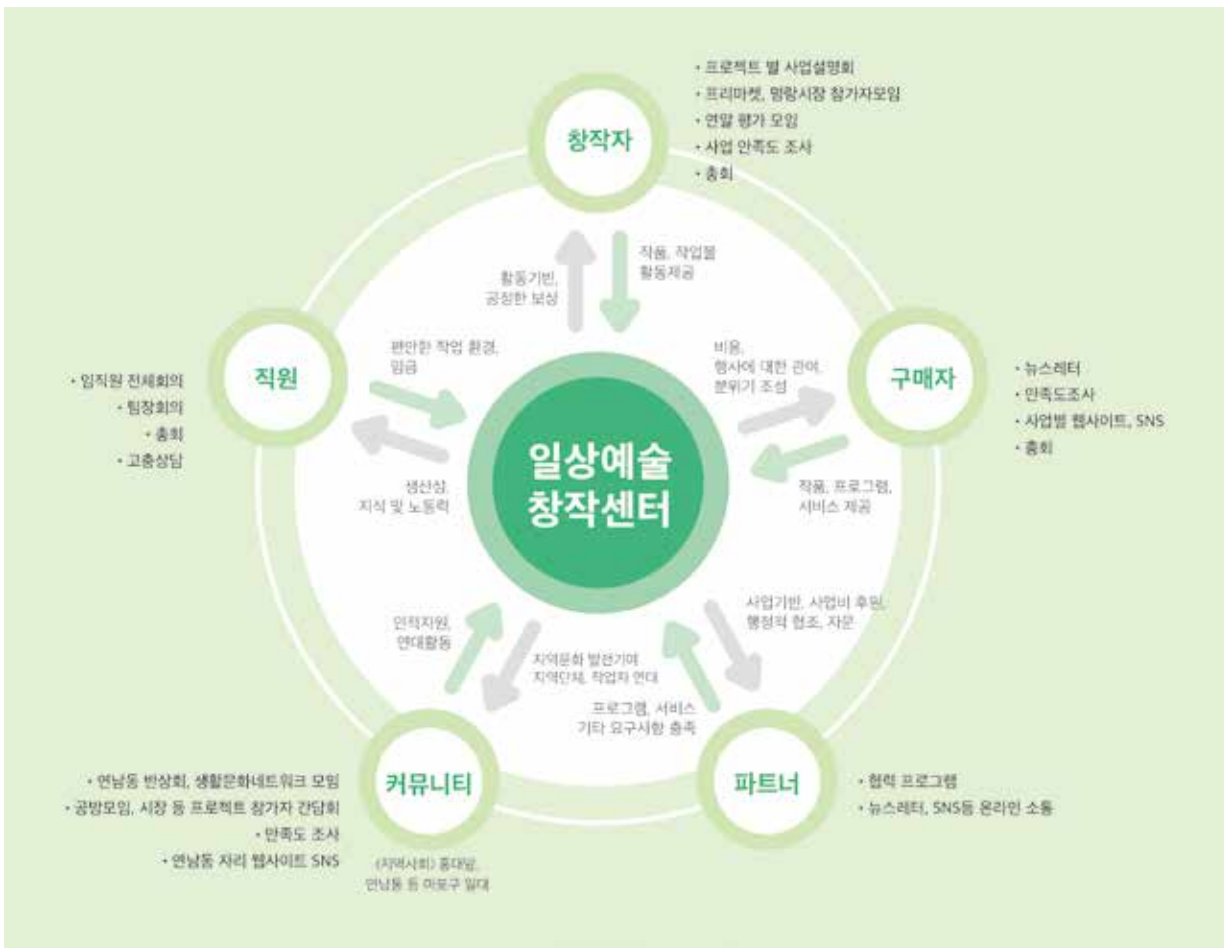 창작자
• 프로젝트 별 사업설명회
• 프리마켓, 명랑시장 참가자모임
• 연말 평가 모임
• 사업 만족도 조사
• 총회
활동기반,
공정한 보상
작품, 작업물
활동제공
직원
• 임직원 전체회의
• 팀장회의
• 총회
• 고충상담
편안한 작업 환경,
임금
생산성,
지식 및 노동력
구매자
• 뉴스레터
• 만족도조사
• 사업별 웹사이트, SNS
• 총회
비용,
행사에 대한 관여,
분위기 조성
작품, 프로그램,
서비스 제공
일상예술
창작센터
인적자원,
연대활동
지역문화 발전기여
지역단체, 작업자 연대
사업기반, 사업비 후원,
행정적 협조, 자문
프로그램, 서비스
기타 요구사항 충족
커뮤니티
(지역사회) 홍대앞,
연남동 등 마포구 일대
• 연남동 반상회, 생활문화네트워크 모임
• 공방모임, 시장 등 프로젝트 참가자 간담회
• 만족도 조사
• 연남동 자리 웹사이트 SNS
파트너
• 협력 프로그램
• 뉴스레터, SNS등 온라인 소통